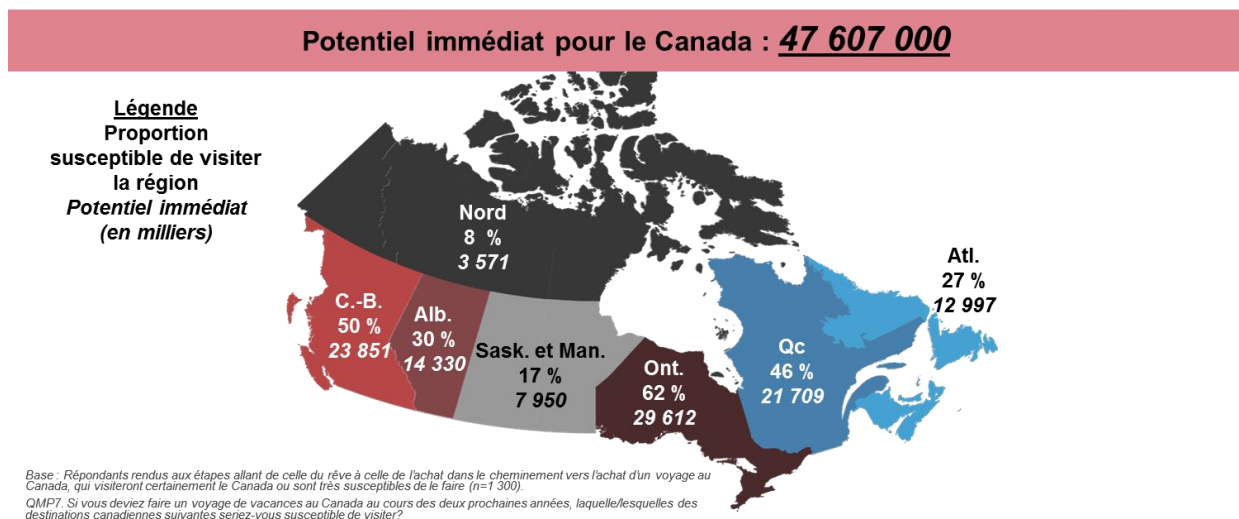 Potentiel immédiat pour le Canada : 47 607 000
Légende
Proportion
susceptible de visiter
la région
Potentiel immédiat
(en milliers)
Nord
8 %
3 571
C.-B.
50 %
23 851
Alb.
30 %
14 330
Sask. et Man.
17 %
7 950
Ont.
62 %
29 612
Qc
46 %
21 709
Atl.
27 %
12 997
Base : Répondants rendus aux étapes allant de celle du rêve à celle de l'achat dans le cheminement vers l'achat d'un voyage au
Canada, qui visiteront certainement le Canada ou sont très susceptibles de le faire (n=1 300).
QMP7. Si vous deviez faire un voyage de vacances au Canada au cours des deux prochaines années, laquelle/lesquelles des
destinations canadiennes suivantes seriez-vous susceptible de visiter?